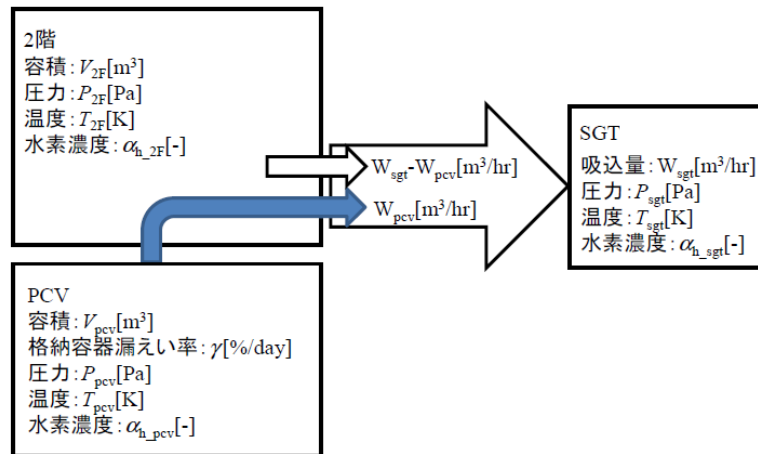 2階
容積：V2F[m³]
圧力：P2F[Pa]
温度：T2F[K]
水素濃度：αh_2F[-]
Wsgt-Wpcv[m³/hr]
Wpcv[m³/hr]
SGT
吸込量：Wsgt[m³/hr]
圧力：Psgt[Pa]
温度：Tsgt[K]
水素濃度：αh_sgt[-]
PCV
容積：Vpcv[m³]
格納容器漏えい率：γ[%/day]
圧力：Ppcv[Pa]
温度：Tpcv[K]
水素濃度：αh_pcv[-]